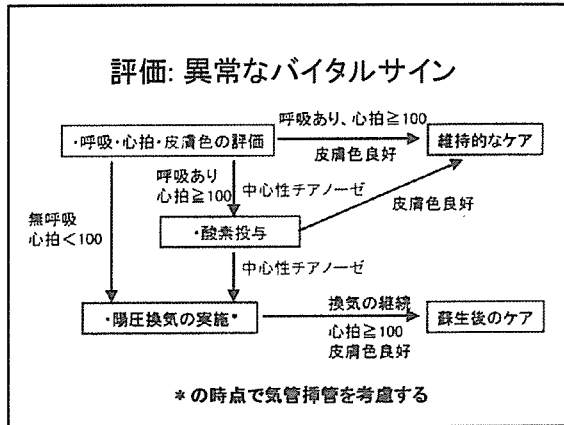 評価: 異常なバイタルサイン
呼吸あり、心拍≧100
・呼吸・心拍・皮膚色の評価
維持的なケア
皮膚色良好
呼吸あり
心拍≧100
中心性チアノーゼ
皮膚色良好
無呼吸
心拍<100
・酸素投与
中心性チアノーゼ
換気の継続
・陽圧換気の実施*
蘇生後のケア
心拍≧100
皮膚色良好
*の時点で気管挿管を考慮する